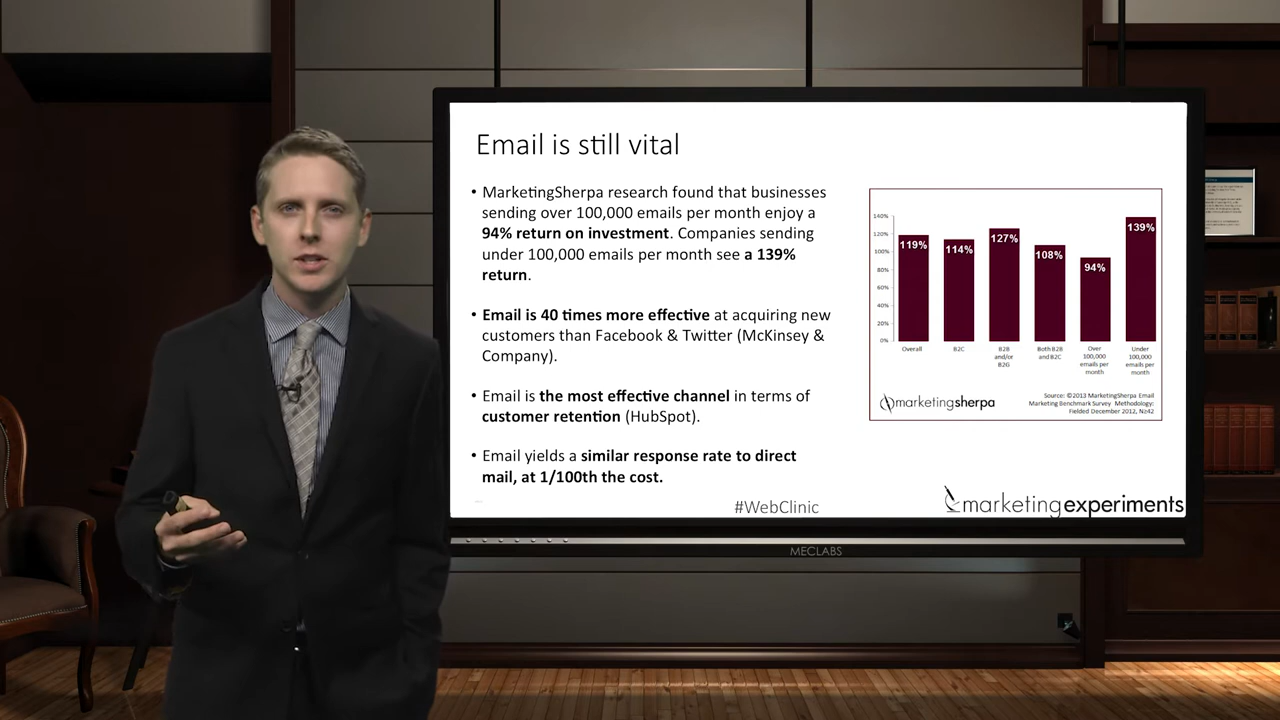 Email is still vital
• MarketingSherpa research found that businesses
sending over 100,000 emails per month enjoy a
94% return on investment. Companies sending
under 100,000 emails per month see a 139%
return.
• Email is 40 times more effective at acquiring new
customers than Facebook & Twitter (McKinsey &
Company).
• Email is the most effective channel in terms of
customer retention (HubSpot).
• Email yields a similar response rate to direct
mail, at 1/100th the cost.
140%
120%
100%
80%
60%
40%
20%
0%
119%
114%
127%
108%
94%
139%
Overall
B2C
B2B
and/or
B2G
Both B2B
and B2C
Over
100,000
emails per
month
Under
100,000
emails per
month
marketingsherpa
Source: ©2013 MarketingSherpa Email
Marketing Benchmark Survey Methodology:
Fielded December 2012, N=42
#WebClinic
marketingexperiments
MECLABS